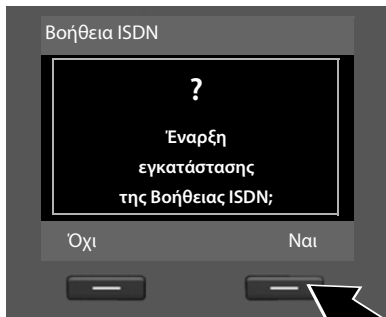 Βοήθεια ISDN
?
Έναρξη
εγκατάστασης
της Βοήθειας ISDN;
Όχι Ναι